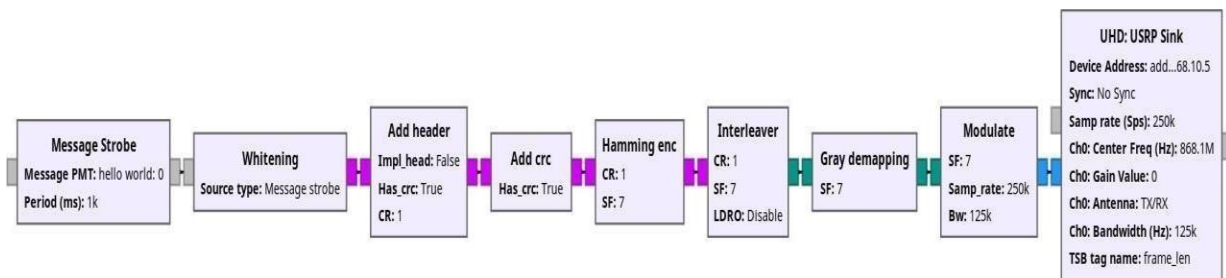 Message Strobe
Message PMT: hello world: 0
Period (ms): 1k
Whitening
Source type: Message strobe
Add header
Impl_head: False
Has_crc: True
CR: 1
Add crc
Has_crc: True
Hamming enc
CR: 1
SF: 7
Interleaver
CR: 1
SF: 7
LDRO: Disable
Gray demapping
SF: 7
Modulate
SF: 7
Samp_rate: 250k
Bw: 125k
UHD: USRP Sink
Device Address: add...68.10.5
Sync: No Sync
Samp rate (Sps): 250k
Ch0: Center Freq (Hz): 868.1M
Ch0: Gain Value: 0
Ch0: Antenna: TX/RX
Ch0: Bandwidth (Hz): 125k
TSB tag name: frame_len